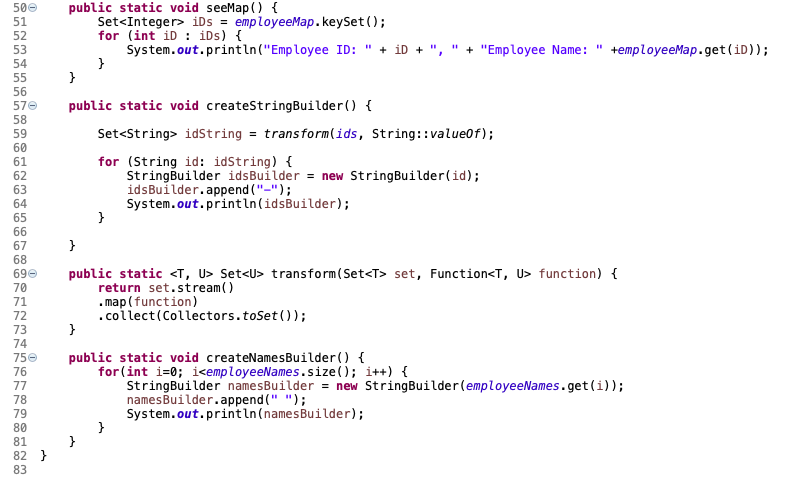 50 public static void seeMap() {
51 Set<Integer> iDs = employeeMap.keySet();
52 for (int iD : iDs) {
53 System.out.println("Employee ID: " + iD + ", " + "Employee Name: " +employeeMap.get(iD));
54 }
55 }
56
57 public static void createStringBuilder() {
58
59 Set<String> idString = transform(ids, String::valueOf);
60
61 for (String id: idString) {
62 StringBuilder idsBuilder = new StringBuilder(id);
63 idsBuilder.append("-");
64 System.out.println(idsBuilder);
65 }
66
67 }
68
69 public static <T, U> Set<U> transform(Set<T> set, Function<T, U> function) {
70 return set.stream()
71 .map(function)
72 .collect(Collectors.toSet());
73 }
74
75 public static void createNamesBuilder() {
76 for(int i=0; i<employeeNames.size(); i++) {
77 StringBuilder namesBuilder = new StringBuilder(employeeNames.get(i));
78 namesBuilder.append(" ");
79 System.out.println(namesBuilder);
80 }
81 }
82 }
83